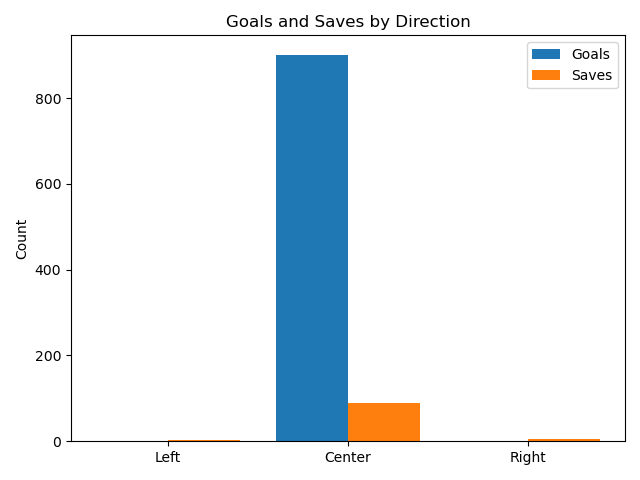 Goals and Saves by Direction
Goals
Saves
Count
800
600
400
200
0
Left
Center
Right